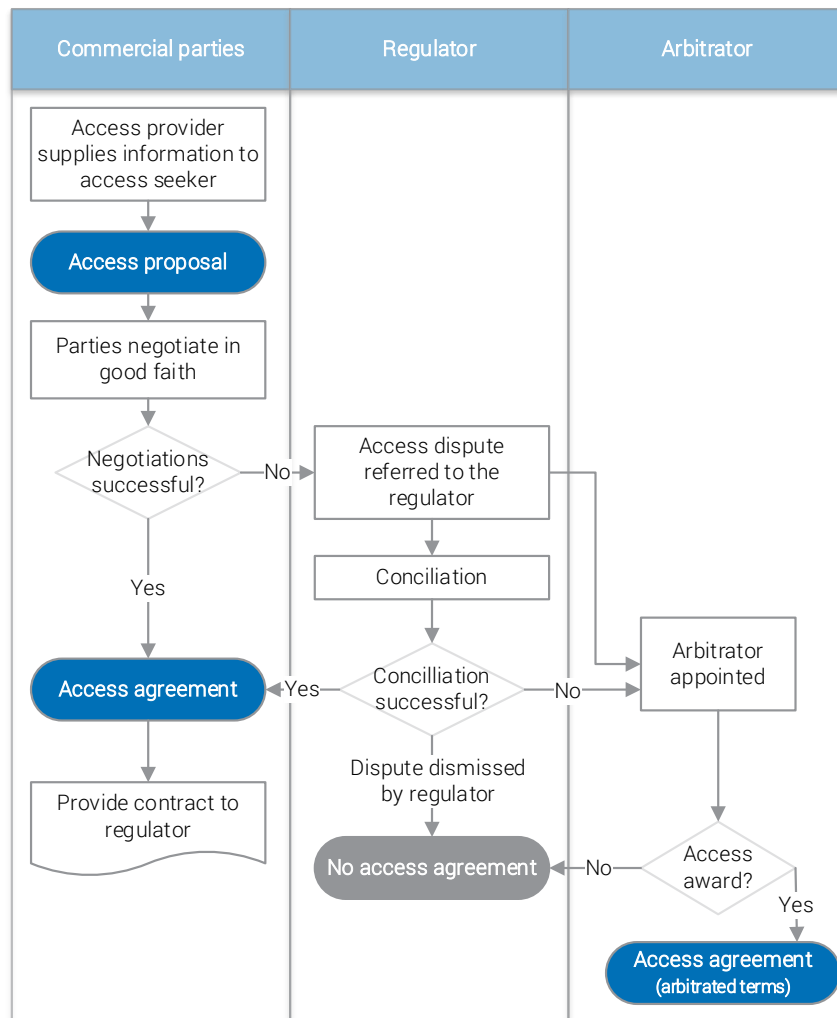 Commercial parties
Regulator
Arbitrator
Access provider
supplies information to
access seeker
Access proposal
Parties negotiate in
good faith
Negotiations
successful?
No
Access dispute
referred to the
regulator
Yes
Conciliation
Arbitrator
appointed
Access agreement
Yes
Concilliation
successful?
No
Dispute dismissed
by regulator
Provide contract to
regulator
No access agreement
No
Access
award?
Yes
Access agreement
(arbitrated terms)